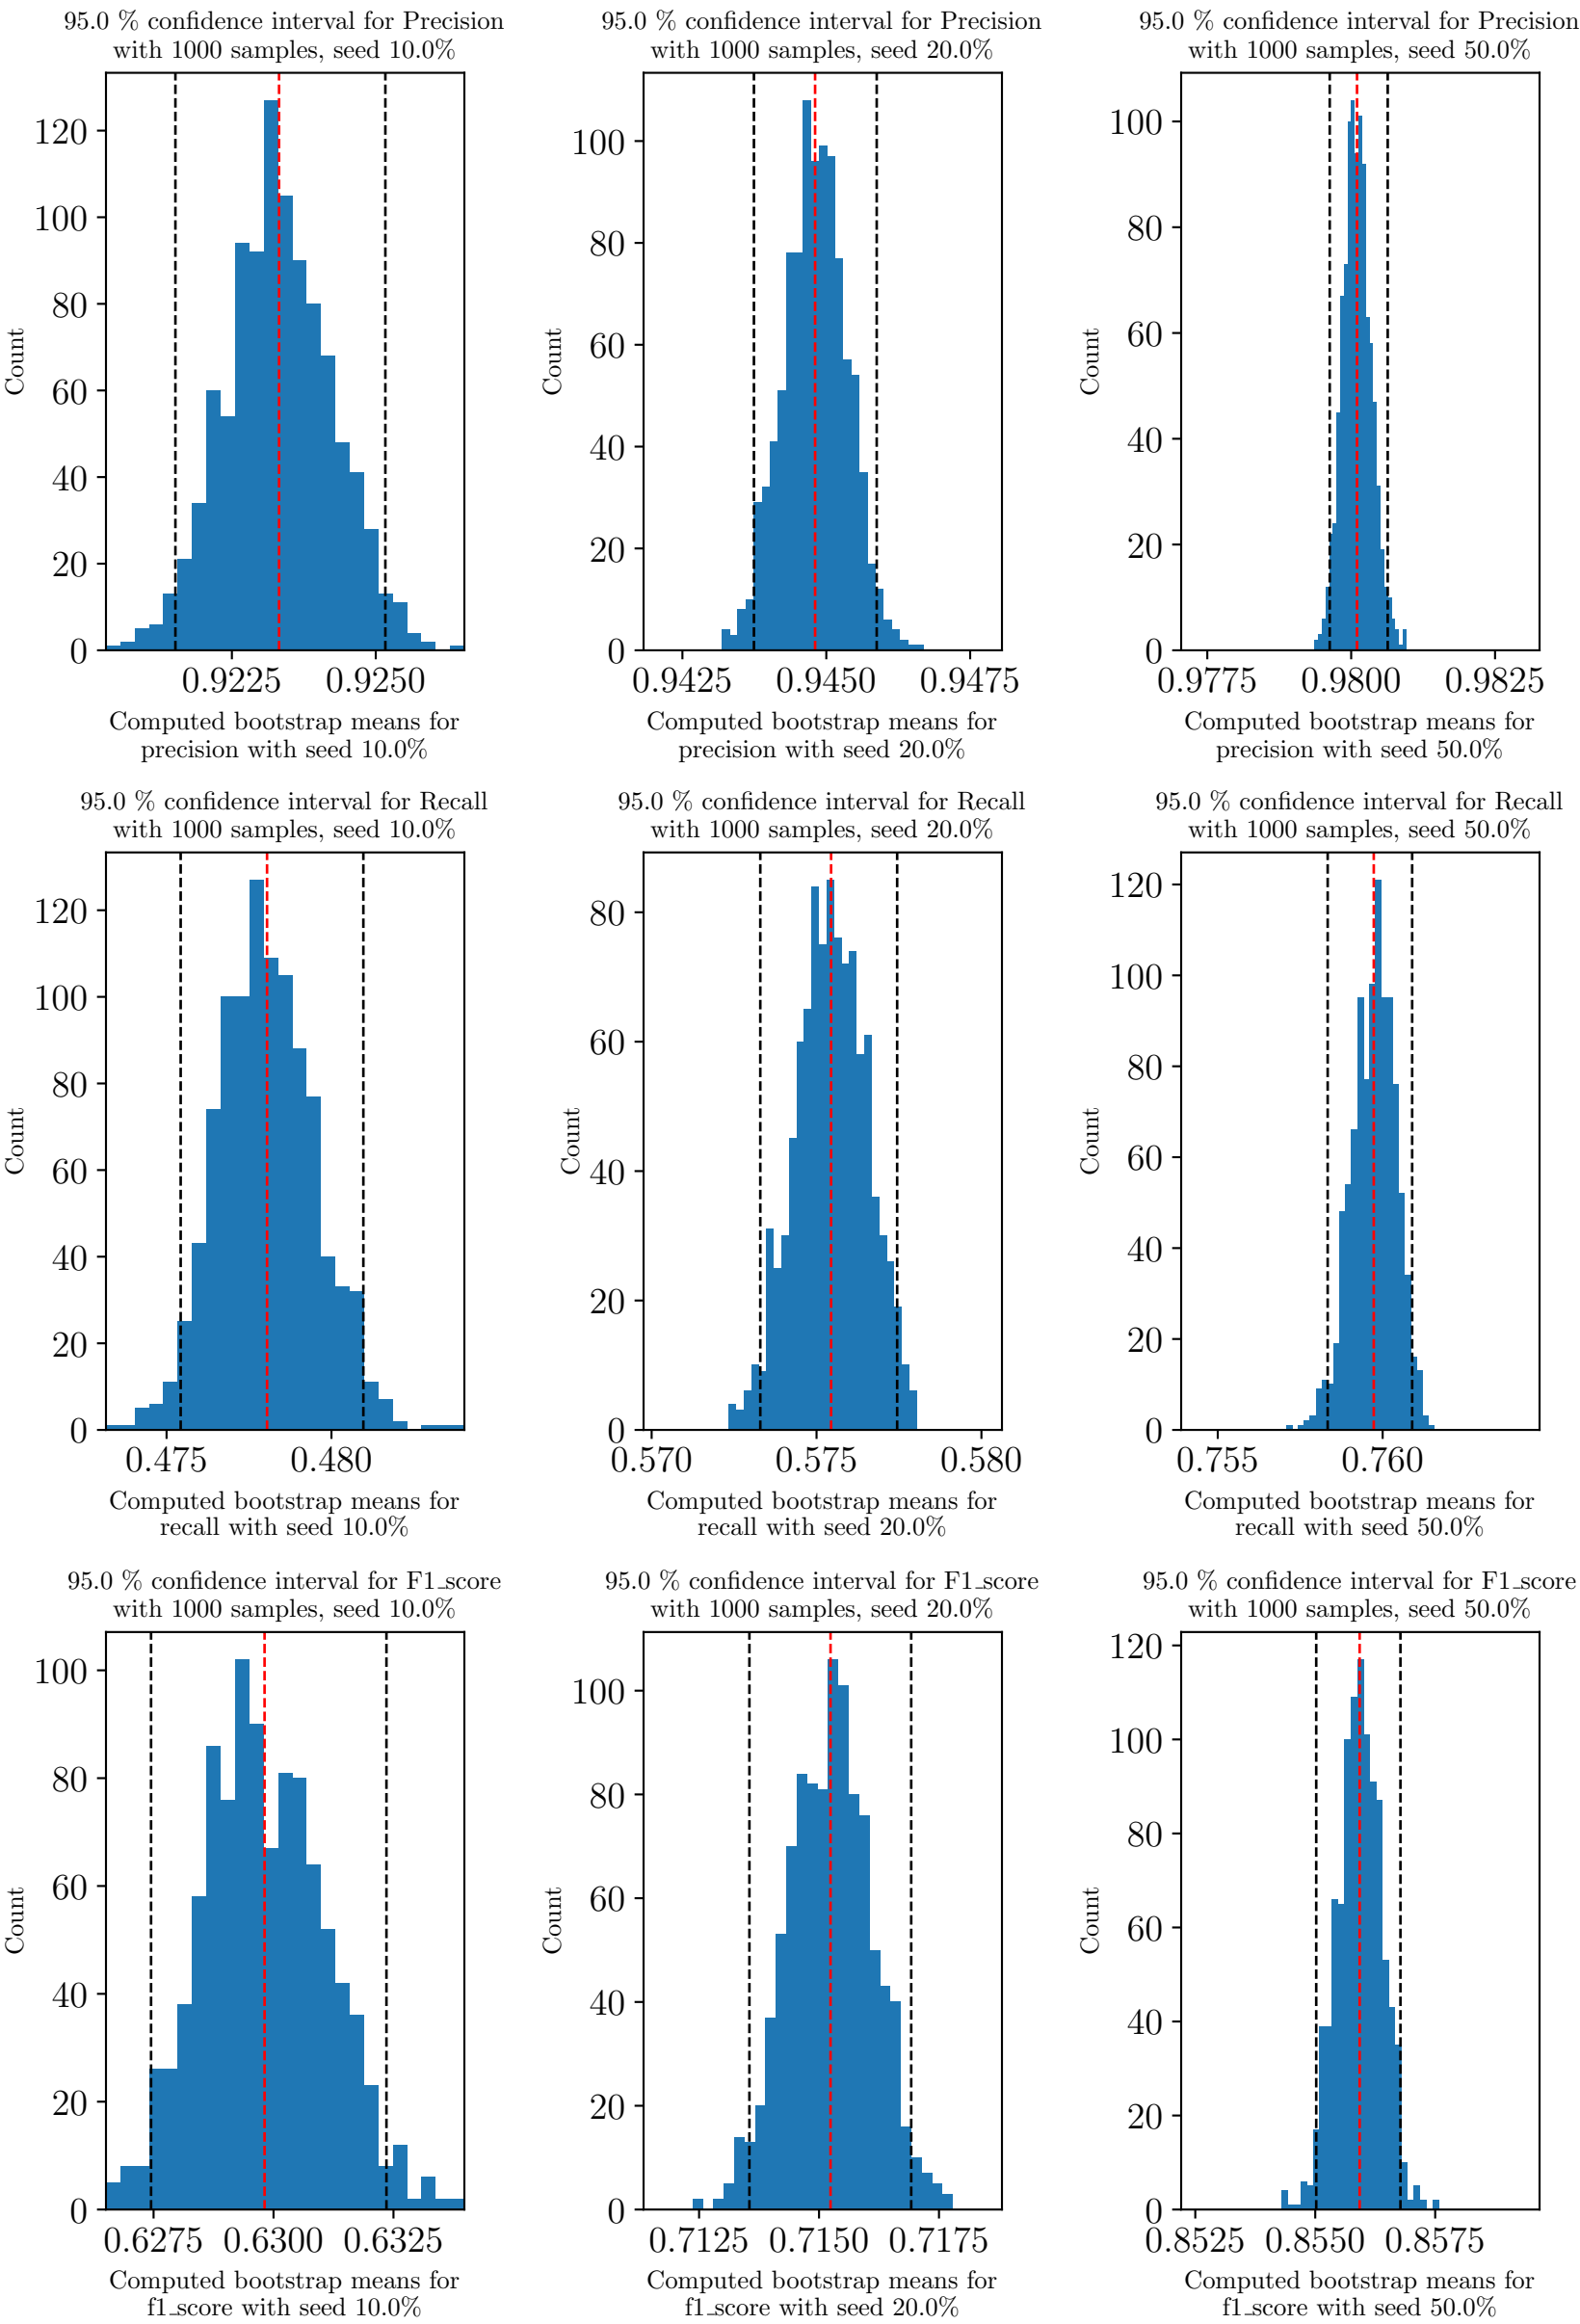 95.0 % confidence interval for Precision
with 1000 samples, seed 10.0%
120
100
80
60
40
20
0
Count
0.9225
0.9250
Computed bootstrap means for
precision with seed 10.0%
95.0 % confidence interval for Precision
with 1000 samples, seed 20.0%
100
80
60
40
20
0
Count
0.9425
0.9450
0.9475
Computed bootstrap means for
precision with seed 20.0%
95.0 % confidence interval for Precision
with 1000 samples, seed 50.0%
100
80
60
40
20
0
Count
0.9775
0.9800
0.9825
Computed bootstrap means for
precision with seed 50.0%
95.0 % confidence interval for Recall
with 1000 samples, seed 10.0%
120
100
80
60
40
20
0
Count
0.475
0.480
Computed bootstrap means for
recall with seed 10.0%
95.0 % confidence interval for Recall
with 1000 samples, seed 20.0%
80
60
40
20
0
Count
0.570
0.575
0.580
Computed bootstrap means for
recall with seed 20.0%
95.0 % confidence interval for Recall
with 1000 samples, seed 50.0%
120
100
80
60
40
20
0
Count
0.755
0.760
Computed bootstrap means for
recall with seed 50.0%
95.0 % confidence interval for F1_score
with 1000 samples, seed 10.0%
100
80
60
40
20
0
Count
0.6275
0.6300
0.6325
Computed bootstrap means for
f1_score with seed 10.0%
95.0 % confidence interval for F1_score
with 1000 samples, seed 20.0%
100
80
60
40
20
0
Count
0.7125
0.7150
0.7175
Computed bootstrap means for
f1_score with seed 20.0%
95.0 % confidence interval for F1_score
with 1000 samples, seed 50.0%
120
100
80
60
40
20
0
Count
0.8525
0.8550
0.8575
Computed bootstrap means for
f1_score with seed 50.0%